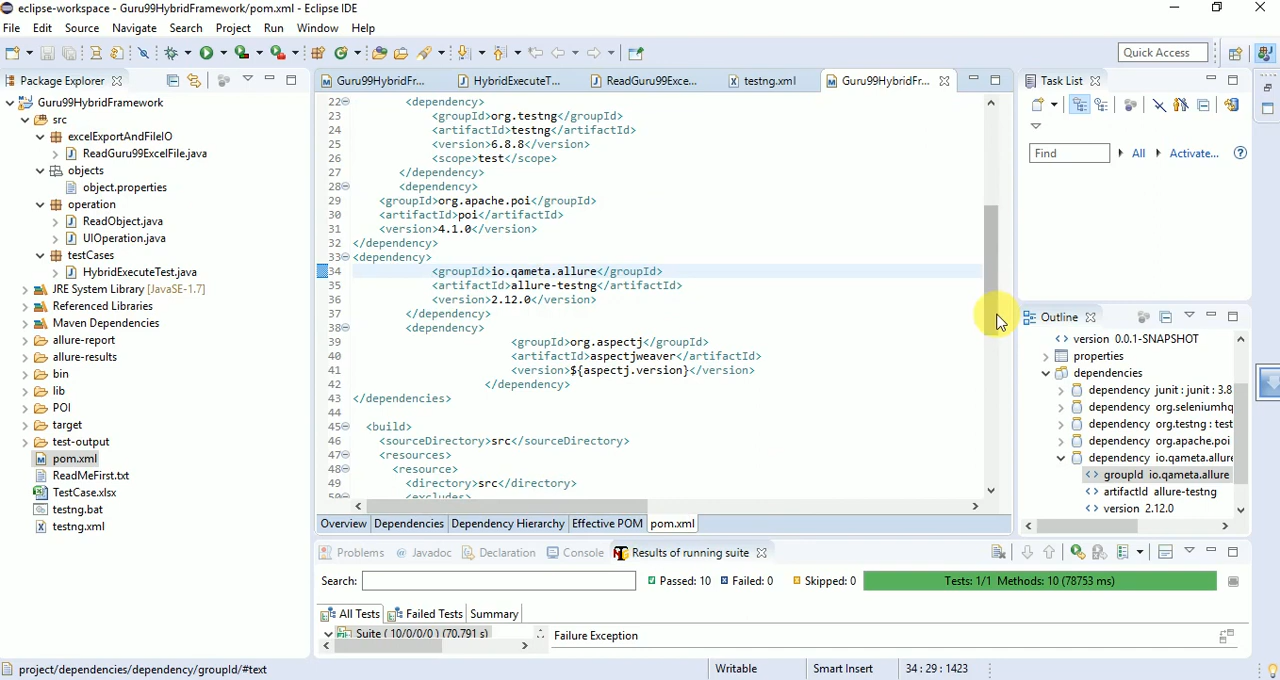 eclipse-workspace - Guru99HybridFramework/pom.xml - Eclipse IDE
File Edit Source Navigate Search Project Run Window Help
Quick Access
Package Explorer
Guru99HybridFramework
src
excelExportAndFileIO
ReadGuru99ExcelFile.java
objects
object.properties
operation
ReadObject.java
UIOperation.java
testCases
HybridExecuteTest.java
JRE System Library [JavaSE-1.7]
Referenced Libraries
Maven Dependencies
allure-report
allure-results
bin
lib
POI
target
test-output
pom.xml
ReadMeFirst.txt
TestCase.xlsx
testng.bat
testng.xml
Guru99HybridFr... HybridExecuteT... ReadGuru99Exce... testng.xml Guru99HybridFr...
22 <dependency>
23 <groupId>org.testng</groupId>
24 <artifactId>testng</artifactId>
25 <version>6.8.8</version>
26 <scope>test</scope>
27 </dependency>
28 <dependency>
29 <groupId>org.apache.poi</groupId>
30 <artifactId>poi</artifactId>
31 <version>4.1.0</version>
32 </dependency>
33 <dependency>
34 <groupId>io.qameta.allure</groupId>
35 <artifactId>allure-testng</artifactId>
36 <version>2.12.0</version>
37 </dependency>
38 <dependency>
39 <groupId>org.aspectj</groupId>
40 <artifactId>aspectjweaver</artifactId>
41 <version>${aspectj.version}</version>
42 </dependency>
43 </dependencies>
44
45 <build>
46 <sourceDirectory>src</sourceDirectory>
47 <resources>
48 <resource>
49 <directory>src</directory>
50 <excludes>
Overview Dependencies Dependency Hierarchy Effective POM pom.xml
Task List
Find All Activate...
Outline
version 0.0.1-SNAPSHOT
properties
dependencies
dependency junit : junit : 3.8
dependency org.seleniumhq
dependency org.testng : test
dependency org.apache.poi
dependency io.qameta.allure
groupId io.qameta.allure
artifactId allure-testng
version 2.12.0
Problems Javadoc Declaration Console Results of running suite
Search: Passed: 10 Failed: 0 Skipped: 0 Tests: 1/1 Methods: 10 (78753 ms)
All Tests Failed Tests Summary
Suite ( 10/0/0/0 ) (70.791 s)
Failure Exception
project/dependencies/dependency/groupId/#text Writable Smart Insert 34 : 29 : 1423